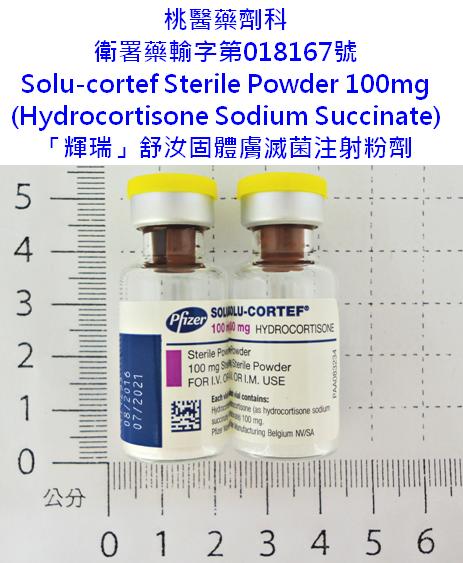 桃醫藥劑科
衛署藥輸字第018167號
Solu-cortef Sterile Powder 100mg
(Hydrocortisone Sodium Succinate)
「輝瑞」舒汝固體膚滅菌注射粉劑
5
4
3
2
1
0
公分
0 1 2 3 4 5 6
08/2016
07/2021
Pfizer
SOLU-CORTEF®
100 mg HYDROCORTISONE
Sterile Powder
100 mg Sterile Powder
FOR I.V. OR I.M. USE
Hydrocortisone (as hydrocortisone sodium
succinate) 100 mg.
Manufacturing Belgium NV/SA
PAA083234